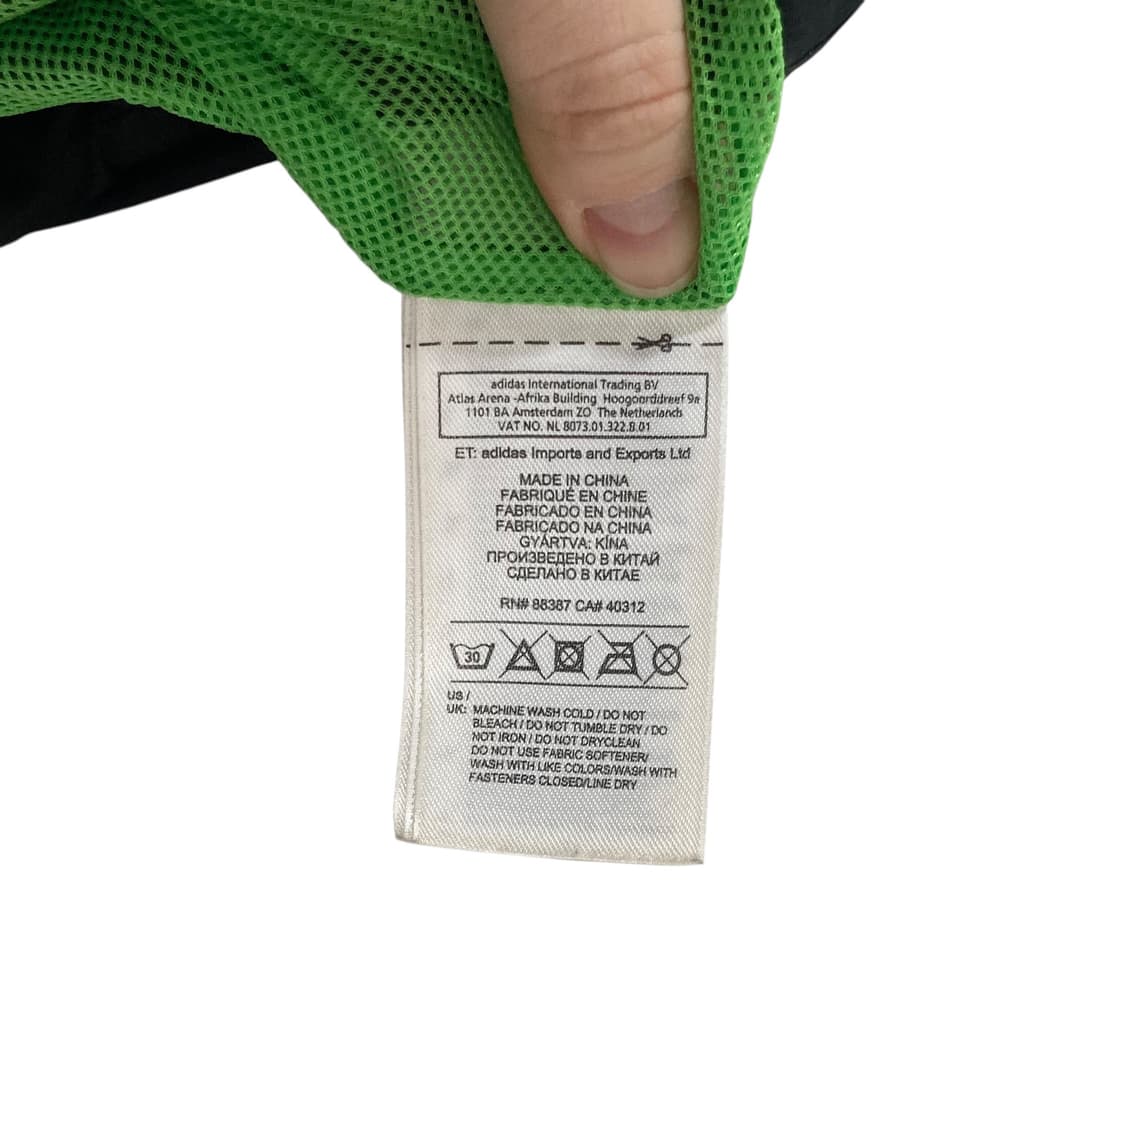 adidas International Trading BV
Atlas Arena -Afrika Building Hoogoorddreef 9a
1101 BA Amsterdam ZO The Netherlands
VAT NO. NL 8073.01.322.B.01
ET: adidas Imports and Exports Ltd
MADE IN CHINA
FABRIQUÉ EN CHINE
FABRICADO EN CHINA
FABRICADO NA CHINA
GYÁRTVA: KÍNA
ПРОИЗВЕДЕНО В КИТАЙ
СДЕЛАНО В КИТАЕ
RN# 88387 CA# 40312
30
US /
UK: MACHINE WASH COLD / DO NOT
BLEACH / DO NOT TUMBLE DRY / DO
NOT IRON / DO NOT DRYCLEAN
DO NOT USE FABRIC SOFTENER/
WASH WITH LIKE COLORS/WASH WITH
FASTENERS CLOSED/LINE DRY